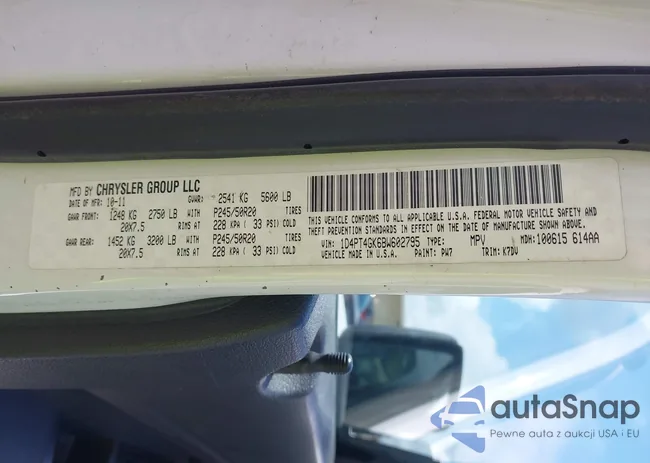 MFD BY CHRYSLER GROUP LLC
DATE OF MFR: 10-11 GVWR: 2541 KG 5600 LB
GAWR FRONT: 1248 KG 2750 LB WITH P245/50R20 TIRES
20X7.5 RIMS AT 228 KPA ( 33 PSI) COLD
GAWR REAR: 1452 KG 3200 LB WITH P245/50R20 TIRES
20X7.5 RIMS AT 228 KPA ( 33 PSI) COLD
THIS VEHICLE CONFORMS TO ALL APPLICABLE U.S.A. FEDERAL MOTOR VEHICLE SAFETY AND
THEFT PREVENTION STANDARDS IN EFFECT ON THE DATE OF MANUFACTURE SHOWN ABOVE.
VIN: 1D4PT4GK6BW602795 TYPE: MPV MDH: 100615 614AA
VEHICLE MADE IN U.S.A. PAINT: PW7 TRIM: K7DV
autaSnap
Pewne auta z aukcji USA i EU